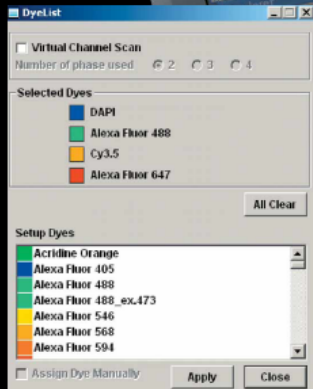 DyeList
Virtual Channel Scan
Number of phase used 2 3 4
Selected Dyes
DAPI
Alexa Fluor 488
Cy3.5
Alexa Fluor 647
All Clear
Setup Dyes
Acridine Orange
Alexa Fluor 405
Alexa Fluor 488
Alexa Fluor 488_ex.473
Alexa Fluor 546
Alexa Fluor 568
Alexa Fluor 594
Assign Dye Manually
Apply Close